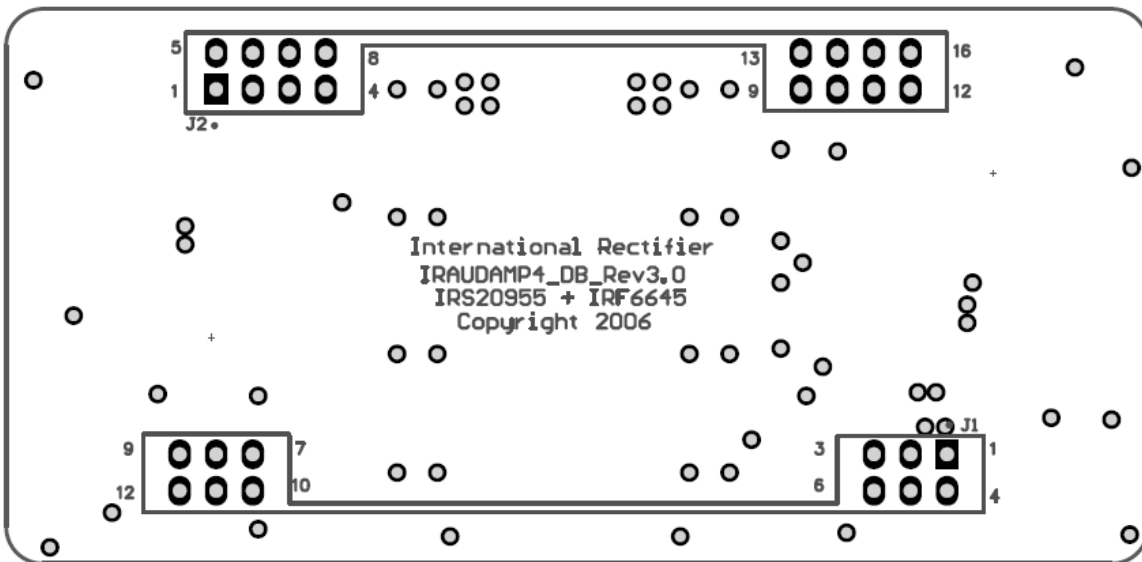 5
8
13
16
1
4
9
12
J2
International Rectifier
IRAUDAMP4_DB_Rev3.0
IRS20955 + IRF6645
Copyright 2006
J1
9
7
3
1
12
10
6
4